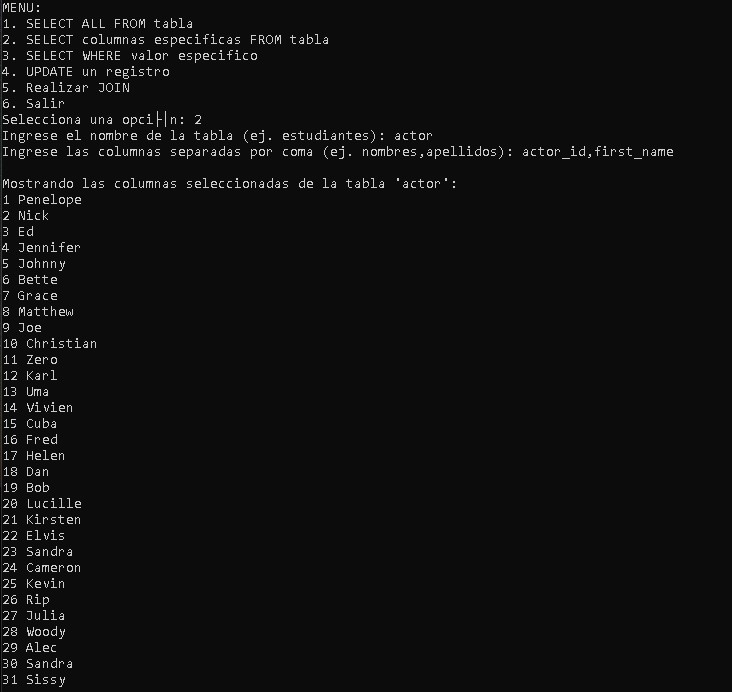 MENU:
1. SELECT ALL FROM tabla
2. SELECT columnas especificas FROM tabla
3. SELECT WHERE valor especifico
4. UPDATE un registro
5. Realizar JOIN
6. Salir
Selecciona una opci├│n: 2
Ingrese el nombre de la tabla (ej. estudiantes): actor
Ingrese las columnas separadas por coma (ej. nombres,apellidos): actor_id,first_name
Mostrando las columnas seleccionadas de la tabla 'actor':
1 Penelope
2 Nick
3 Ed
4 Jennifer
5 Johnny
6 Bette
7 Grace
8 Matthew
9 Joe
10 Christian
11 Zero
12 Karl
13 Uma
14 Vivien
15 Cuba
16 Fred
17 Helen
18 Dan
19 Bob
20 Lucille
21 Kirsten
22 Elvis
23 Sandra
24 Cameron
25 Kevin
26 Rip
27 Julia
28 Woody
29 Alec
30 Sandra
31 Sissy